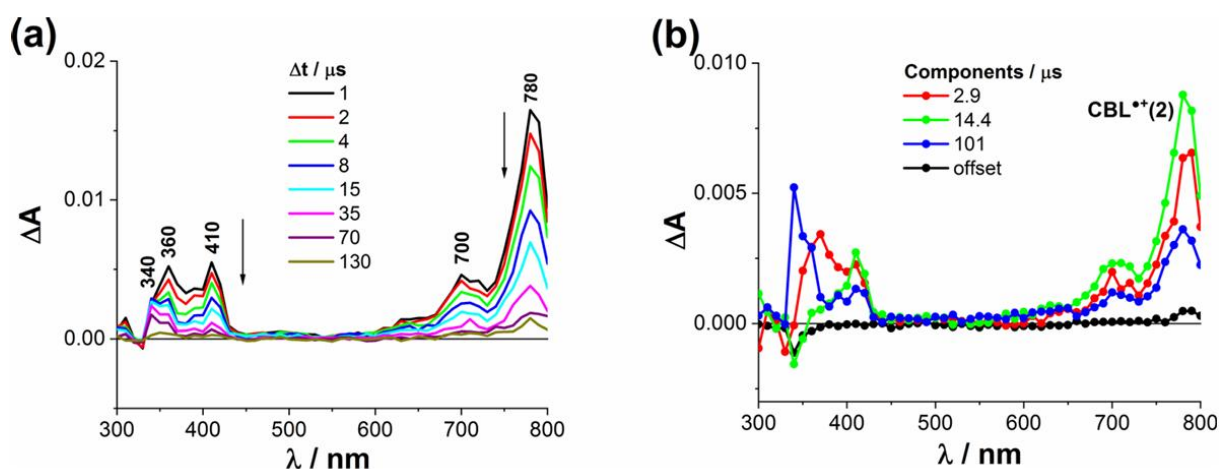 (a)
0.02
0.01
0.00
ΔA
Δt / μs
1
2
4
8
15
35
70
130
340
360
410
700
780
300 400 500 600 700 800
λ / nm
(b)
0.010
0.005
0.000
ΔA
Components / μs
2.9
14.4
101
offset
CBL•+(2)
300 400 500 600 700 800
λ / nm